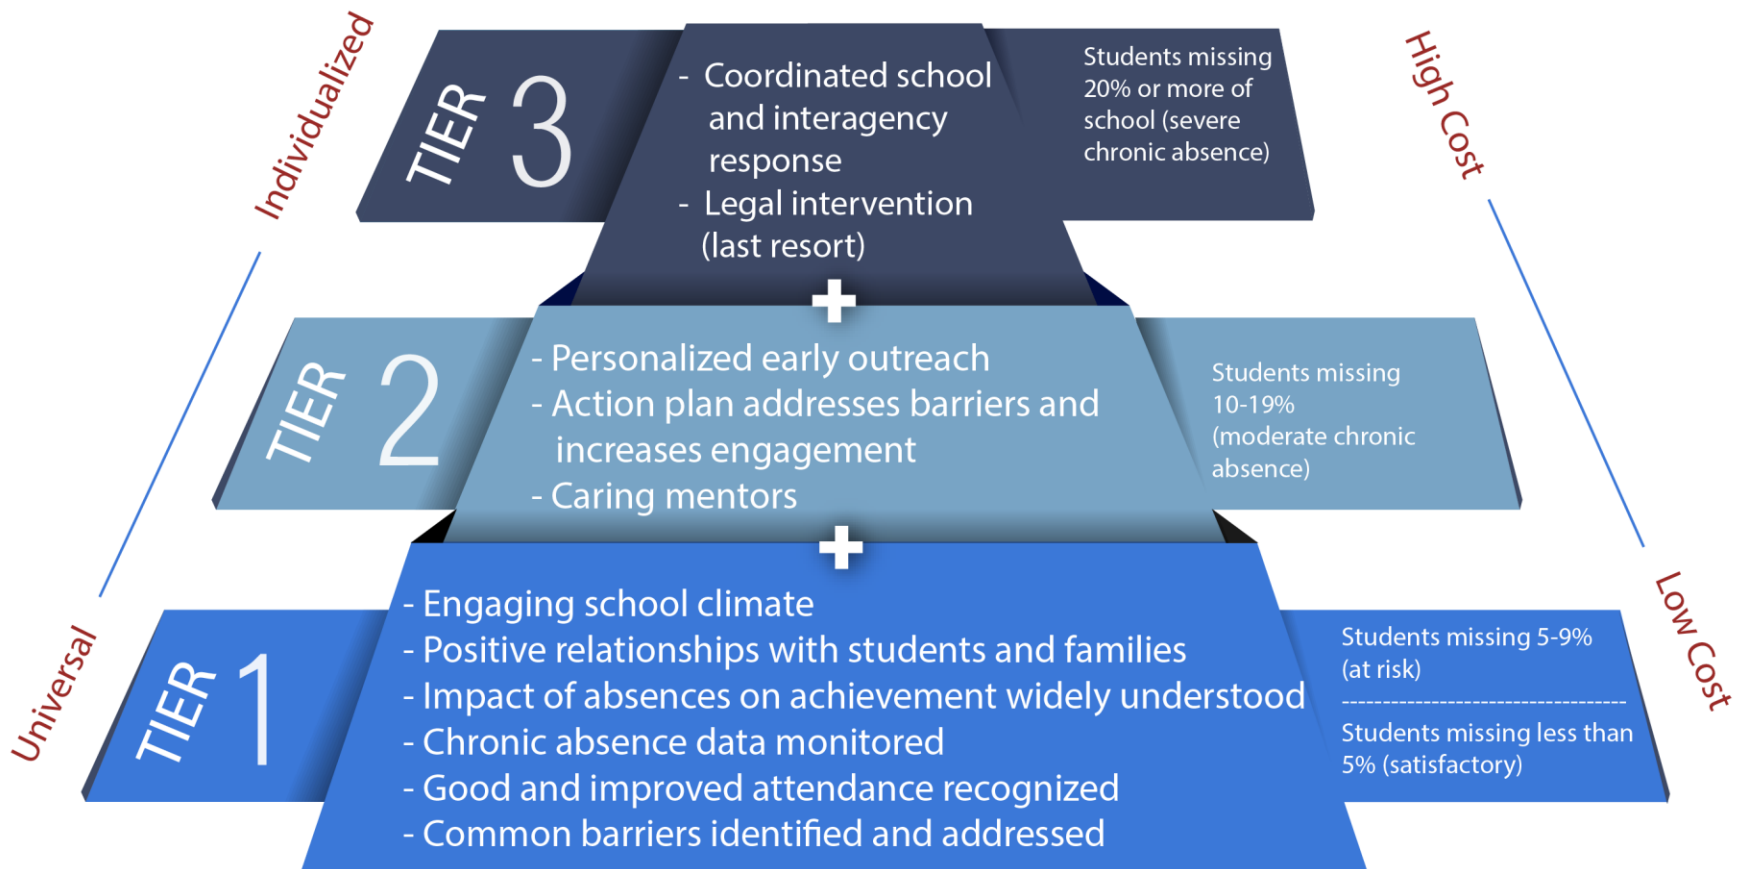 Individualized
TIER 3
- Coordinated school
and interagency
response
- Legal intervention
(last resort)
Students missing
20% or more of
school (severe
chronic absence)
High Cost
+
TIER 2
- Personalized early outreach
- Action plan addresses barriers and
increases engagement
- Caring mentors
Students missing
10-19%
(moderate chronic
absence)
+
Universal
TIER 1
- Engaging school climate
- Positive relationships with students and families
- Impact of absences on achievement widely understood
- Chronic absence data monitored
- Good and improved attendance recognized
- Common barriers identified and addressed
Students missing 5-9%
(at risk)
-----------------------------------
Students missing less than
5% (satisfactory)
Low Cost